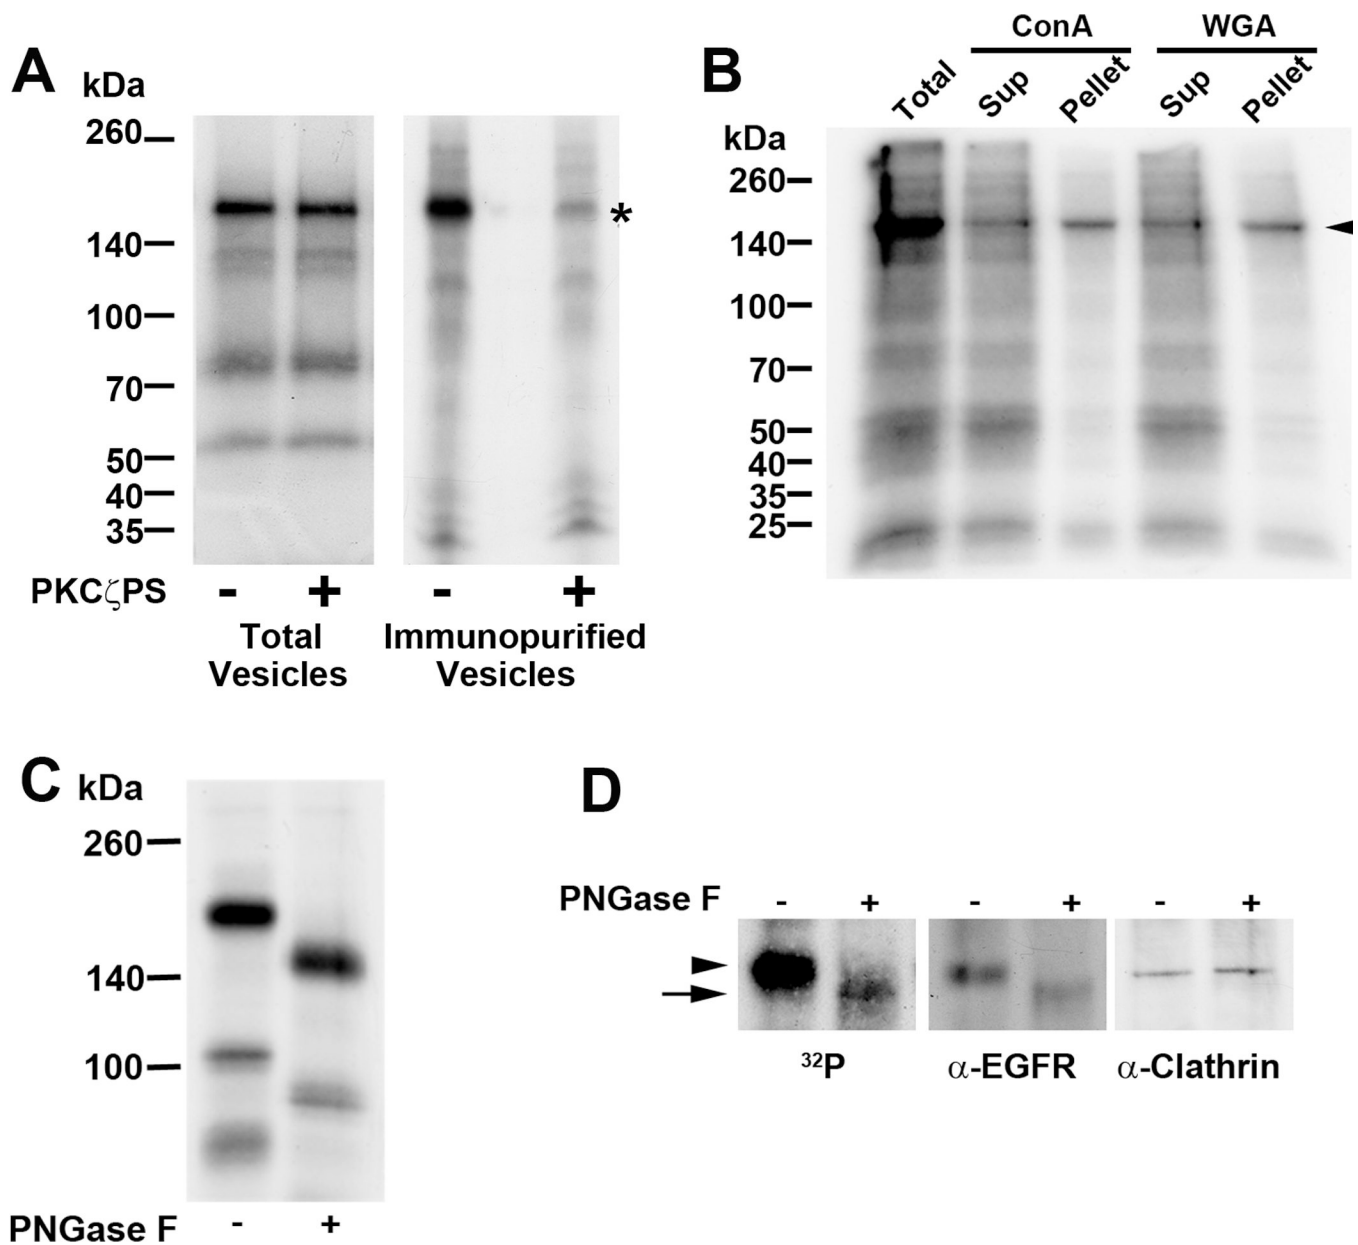 A
kDa
260
140
100
70
50
40
35
PKCζPS - + - +
Total Vesicles
Immunopurified Vesicles
*
B
ConA WGA
Total Sup Pellet Sup Pellet
kDa
260
140
100
70
50
40
35
25
C
kDa
260
140
100
PNGase F - +
D
PNGase F - + - + - +
32P α-EGFR α-Clathrin